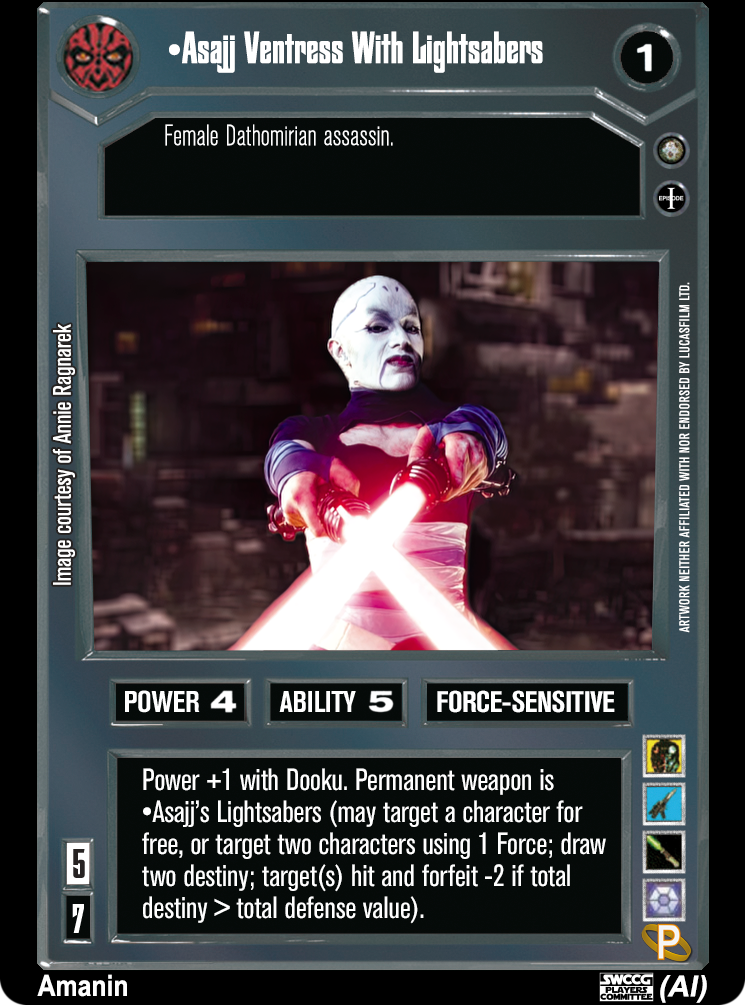 •Asajj Ventress With Lightsabers
1
Female Dathomirian assassin.
EPISODE I
Image courtesy of Annie Ragnarek
ARTWORK NEITHER AFFILIATED WITH NOR ENDORSED BY LUCASFILM LTD.
POWER 4
ABILITY 5
FORCE-SENSITIVE
Power +1 with Dooku. Permanent weapon is
•Asajj's Lightsabers (may target a character for
free, or target two characters using 1 Force; draw
two destiny; target(s) hit and forfeit -2 if total
destiny > total defense value).
5
7
P
Amanin
SWCCG
PLAYERS
COMMITTEE
(AI)